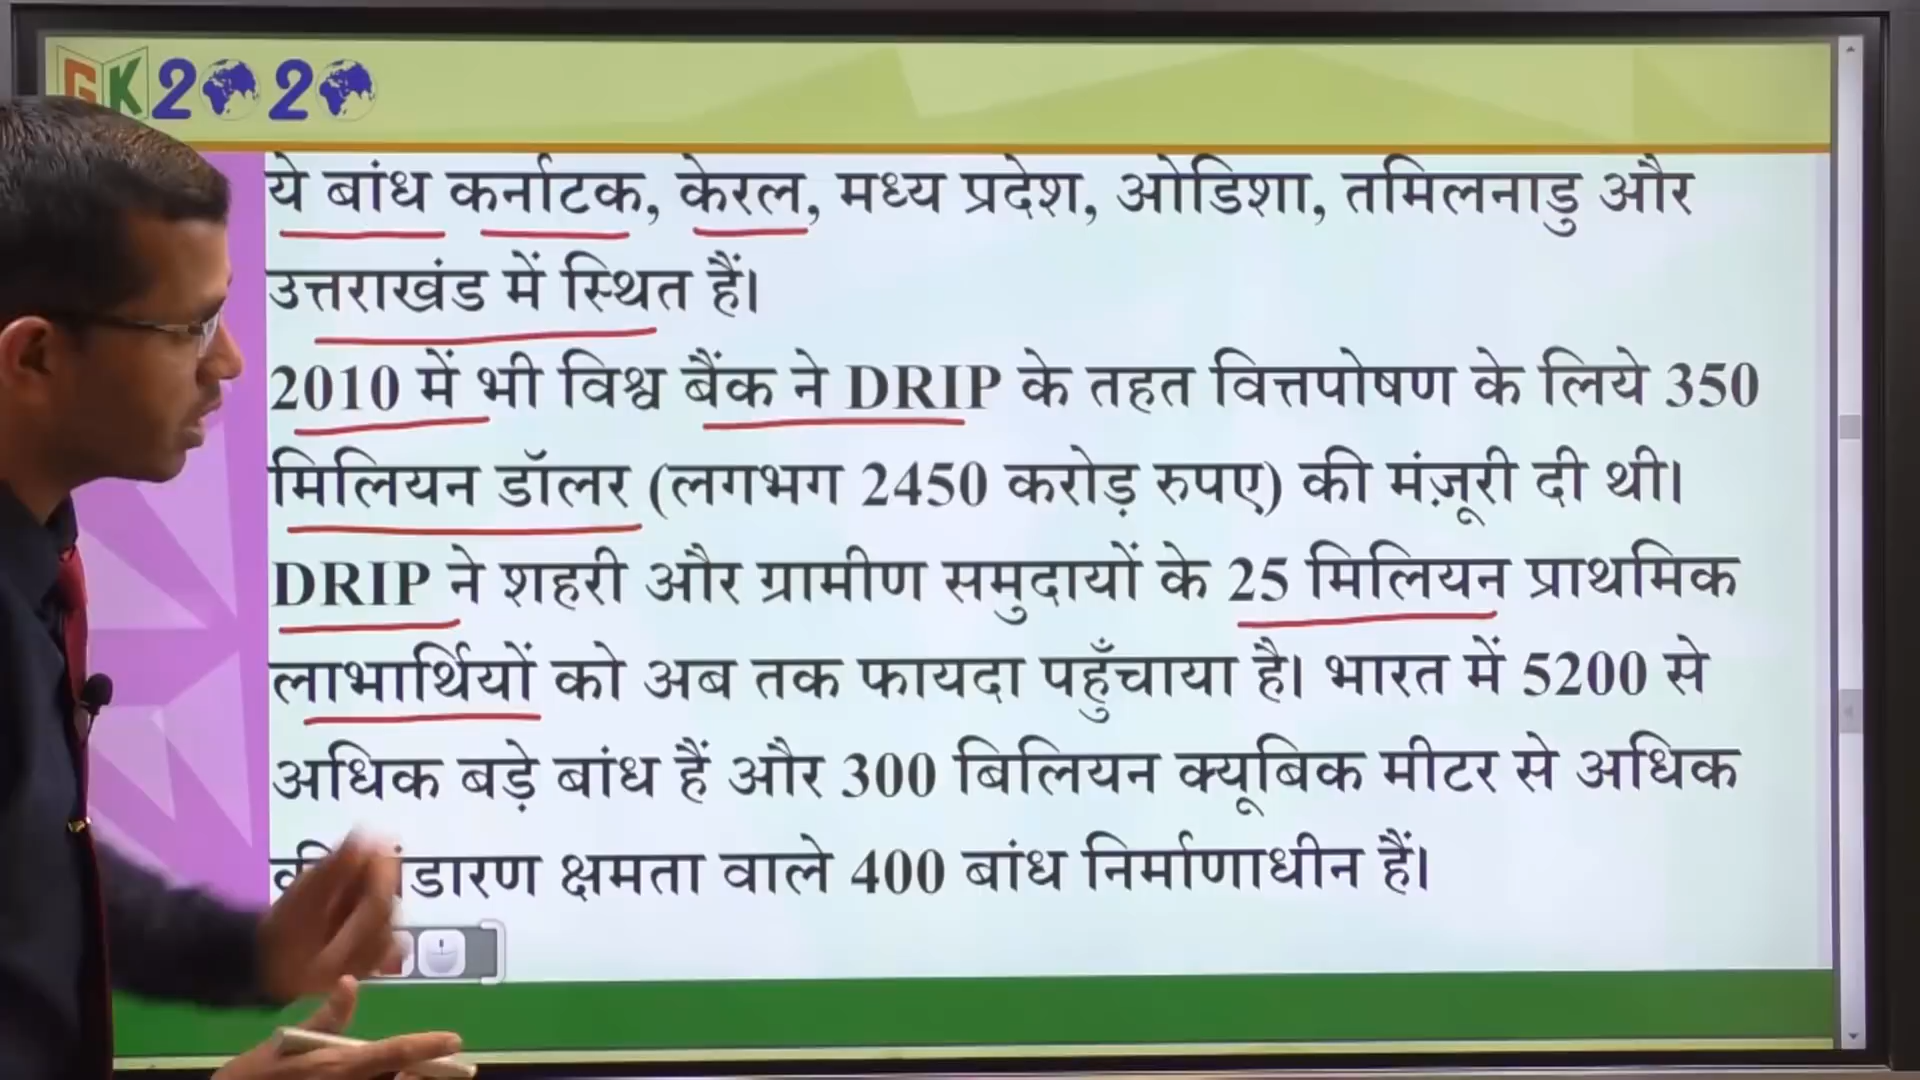 GK2020
ये बांध कर्नाटक, केरल, मध्य प्रदेश, ओडिशा, तमिलनाडु और
उत्तराखंड में स्थित हैं।
2010 में भी विश्व बैंक ने DRIP के तहत वित्तपोषण के लिये 350
मिलियन डॉलर (लगभग 2450 करोड़ रुपए) की मंज़ूरी दी थी।
DRIP ने शहरी और ग्रामीण समुदायों के 25 मिलियन प्राथमिक
लाभार्थियों को अब तक फायदा पहुँचाया है। भारत में 5200 से
अधिक बड़े बांध हैं और 300 बिलियन क्यूबिक मीटर से अधिक
क्षमता वाले 400 बांध निर्माणाधीन हैं।